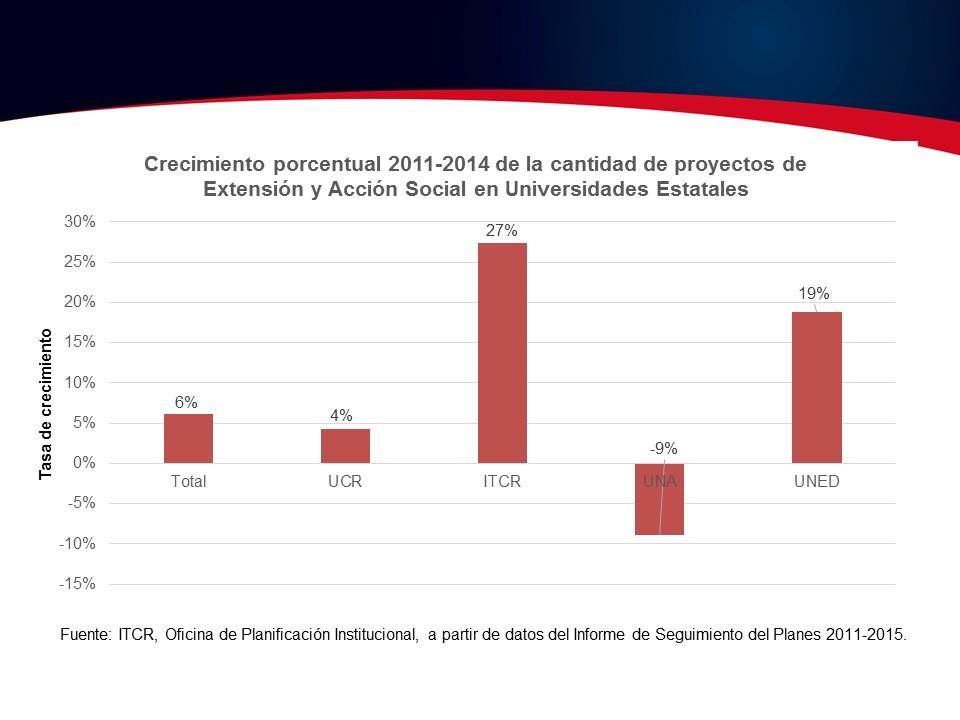 Crecimiento porcentual 2011-2014 de la cantidad de proyectos de
Extensión y Acción Social en Universidades Estatales
Tasa de crecimiento
30%
25%
20%
15%
10%
5%
0%
-5%
-10%
-15%
6%
4%
27%
-9%
19%
Total
UCR
ITCR
UNA
UNED
Fuente: ITCR, Oficina de Planificación Institucional, a partir de datos del Informe de Seguimiento del Planes 2011-2015.